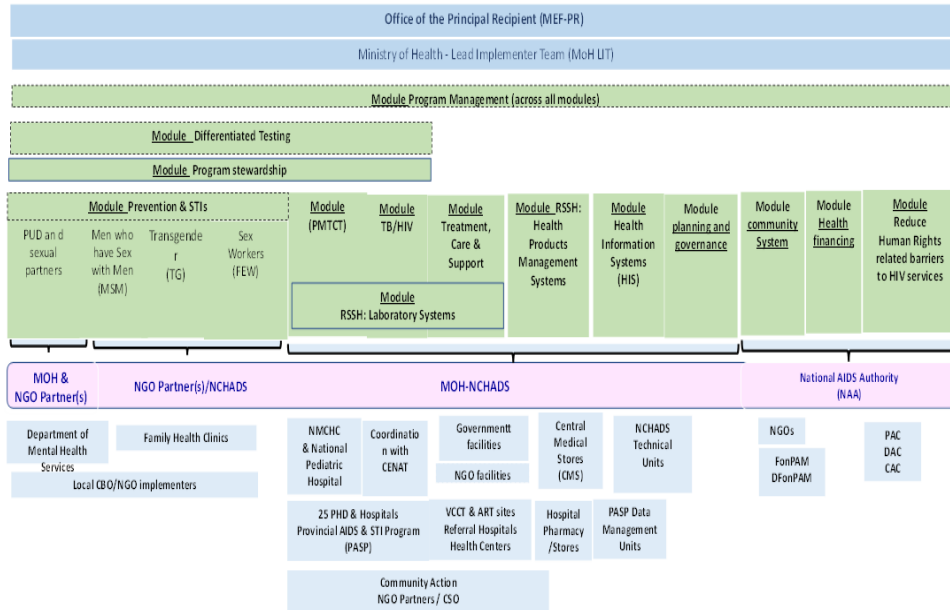 Office of the Principal Recipient (MEF-PR)
Ministry of Health - Lead Implementer Team (MoH LIT)
Module Program Management (across all modules)
Module Differentiated Testing
Module Program stewardship
Module Prevention & STIs
PUD and
sexual
partners
Men who
have Sex
with Men
(MSM)
Transgende
r
(TG)
Sex
Workers
(FEW)
Module
(PMTCT)
Module
TB/HIV
Module
Treatment,
Care &
Support
Module RSSH:
Health
Products
Management
Systems
Module
Health
Information
Systems
(HIS)
Module
planning and
governance
Module
community
System
Module
Health
financing
Module
Reduce
Human Rights
related barriers
to HIV services
Module
RSSH: Laboratory Systems
MOH &
NGO Partner(s)
NGO Partner(s)/NCHADS
MOH-NCHADS
National AIDS Authority
(NAA)
Department of
Mental Health
Services
Family Health Clinics
Local CBO/NGO implementers
NMCHC
& National
Pediatric
Hospital
Coordinatio
n with
CENAT
Governmentt
facilities
NGO facilities
Central
Medical
Stores
(CMS)
NCHADS
Technical
Units
NGOs
FonPAM
DFonPAM
PAC
DAC
CAC
25 PHD & Hospitals
Provincial AIDS & STI Program
(PASP)
VCCT & ART sites
Referral Hospitals
Health Centers
Hospital
Pharmacy
/Stores
PASP Data
Management
Units
Community Action
NGO Partners / CSO